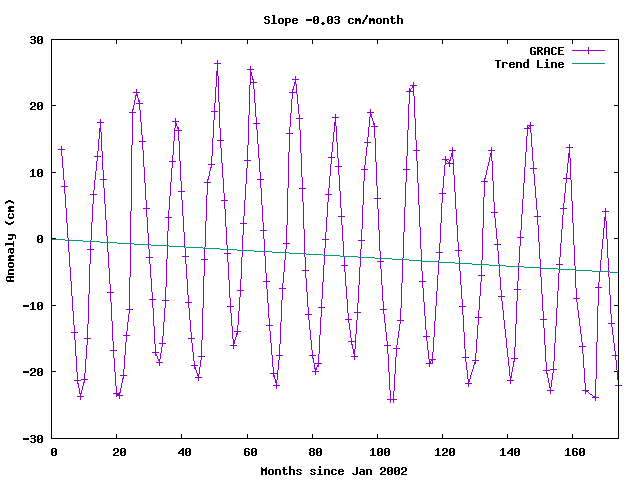 Slope -0.03 cm/month
GRACE
Trend Line
30
20
10
0
-10
-20
-30
Anomaly (cm)
0 20 40 60 80 100 120 140 160
Months since Jan 2002